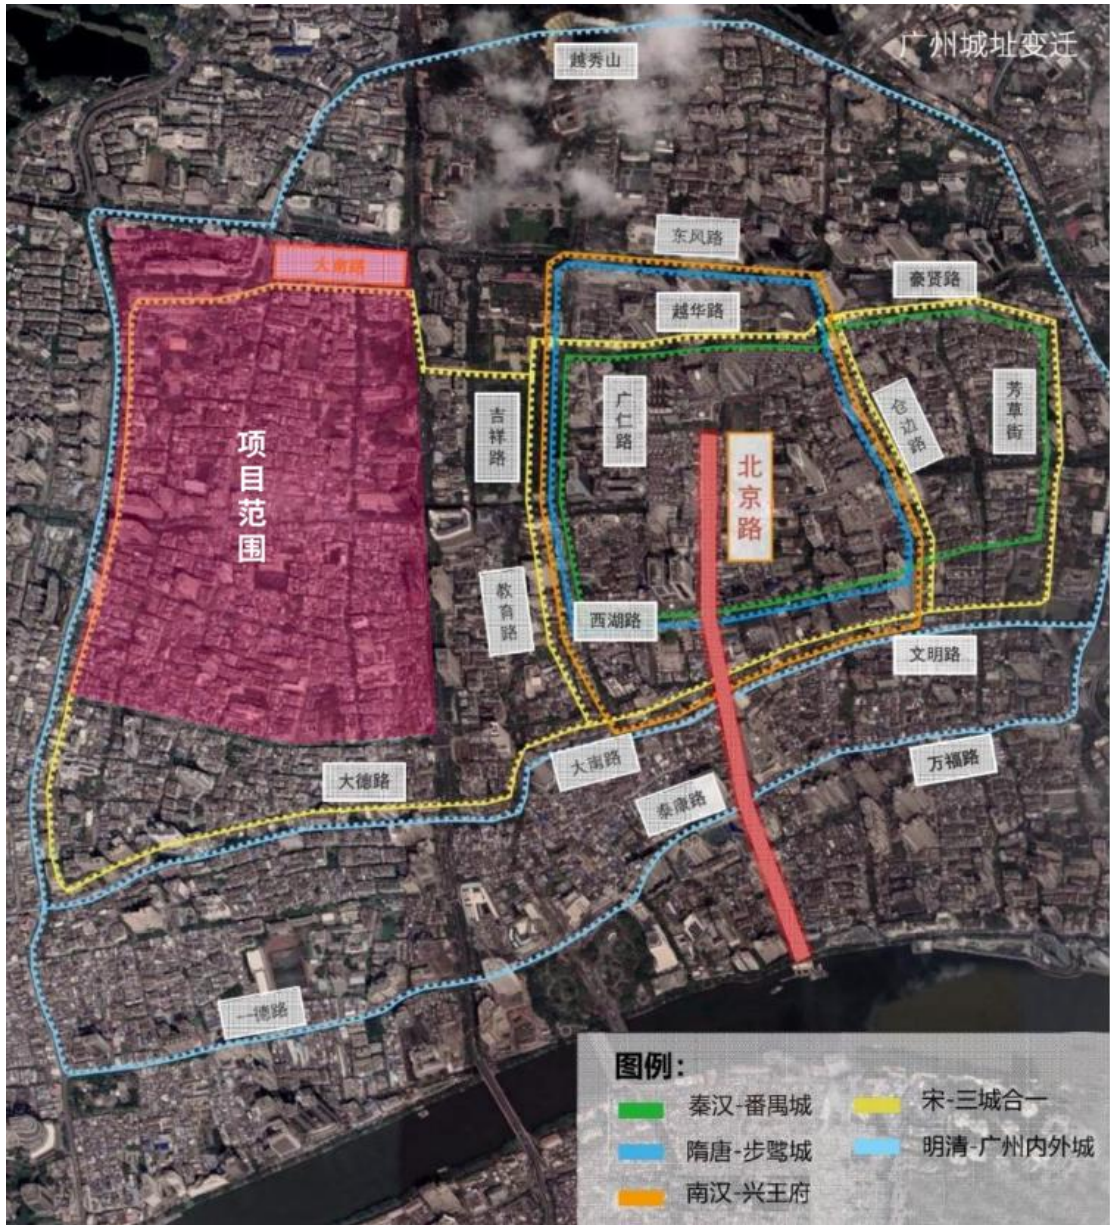 广州城址变迁
越秀山
东风路
大南路
豪贤路
越华路
广仁路
吉祥路
仓边路
芳草街
项目范围
北京路
教育路
西湖路
文明路
大南路
万福路
大德路
泰康路
一德路
图例：
秦汉-番禺城
宋-三城合一
隋唐-步骘城
明清-广州内外城
南汉-兴王府